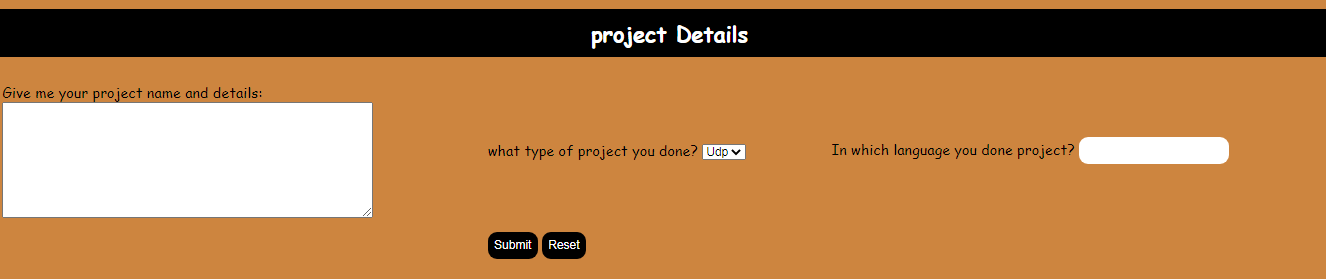 project Details
Give me your project name and details:
what type of project you done? Udp
In which language you done project?
Submit Reset